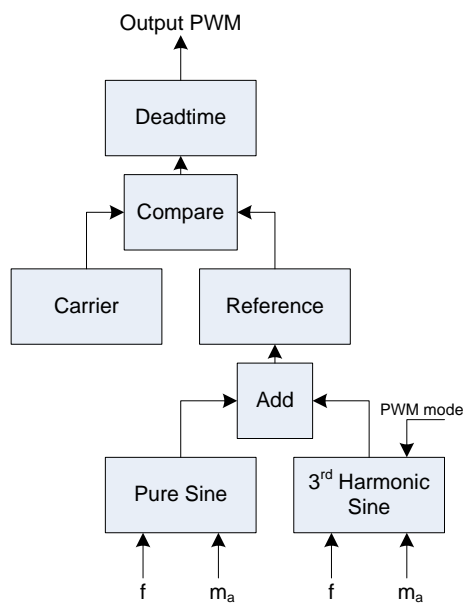 Output PWM
Deadtime
Compare
Carrier
Reference
Add
PWM mode
Pure Sine
3rd Harmonic
Sine
f
ma
f
ma